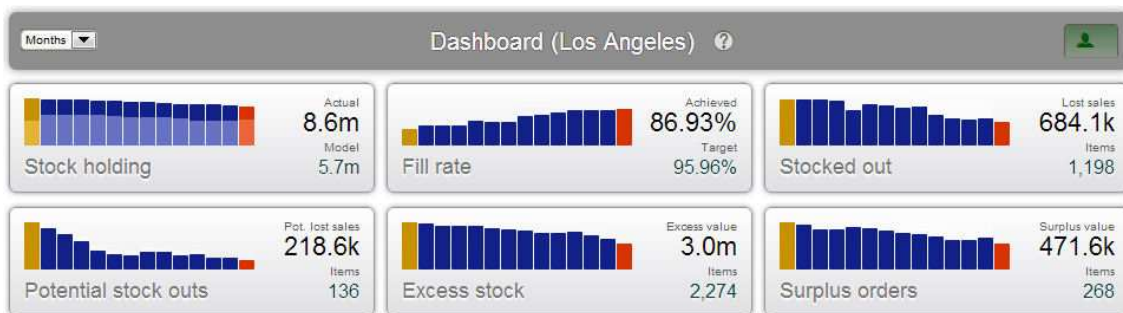 Months
Dashboard (Los Angeles) ?
Actual
8.6m
Model
Stock holding 5.7m
Achieved
86.93%
Target
Fill rate 95.96%
Lost sales
684.1k
Items
Stocked out 1,198
Pot. lost sales
218.6k
Items
Potential stock outs 136
Excess value
3.0m
Items
Excess stock 2,274
Surplus value
471.6k
Items
Surplus orders 268